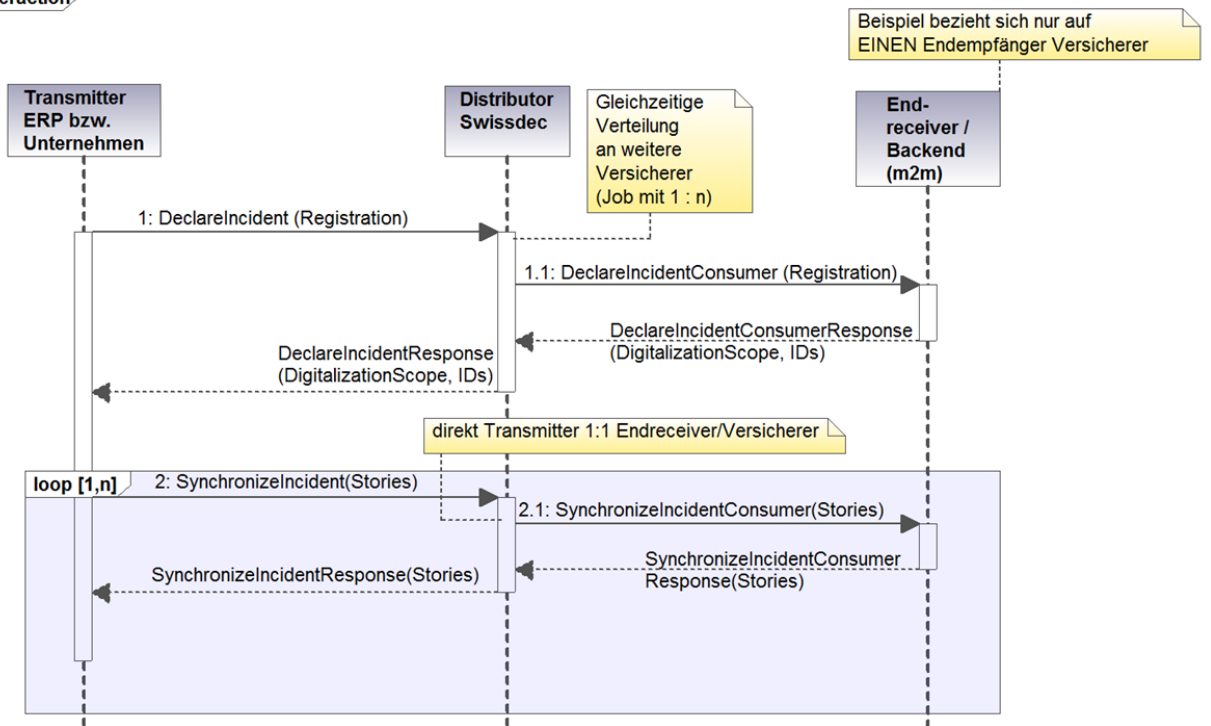 Beispiel bezieht sich nur auf
EINEN Endempfänger Versicherer
Transmitter
ERP bzw.
Unternehmen
Distributor
Swissdec
Gleichzeitige
Verteilung
an weitere
Versicherer
(Job mit 1 : n)
End-
receiver /
Backend
(m2m)
1: DeclareIncident (Registration)
1.1: DeclareIncidentConsumer (Registration)
DeclareIncidentConsumerResponse
(DigitalizationScope, IDs)
DeclareIncidentResponse
(DigitalizationScope, IDs)
direkt Transmitter 1:1 Endreceiver/Versicherer
loop [1,n]
2: SynchronizeIncident(Stories)
2.1: SynchronizeIncidentConsumer(Stories)
SynchronizeIncidentConsumer
Response(Stories)
SynchronizeIncidentResponse(Stories)